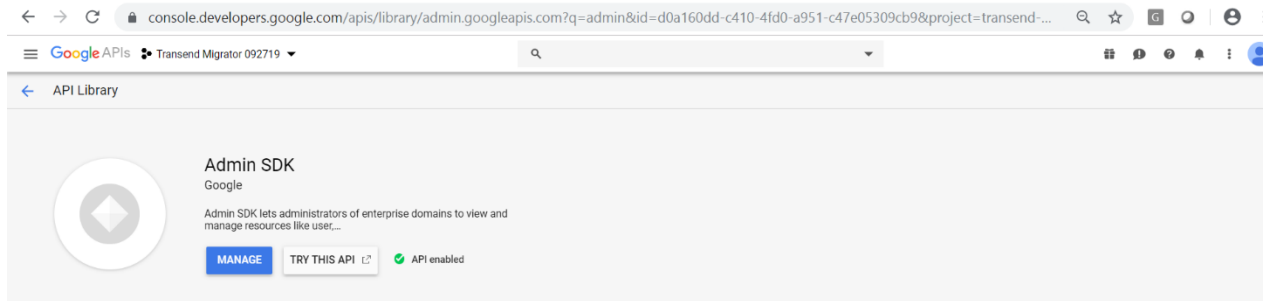 console.developers.google.com/apis/library/admin.googleapis.com?q=admin&id=d0a160dd-c410-4fd0-a951-c47e05309cb9&project=transend-...
G
Google APIs Transend Migrator 092719
API Library
Admin SDK
Google
Admin SDK lets administrators of enterprise domains to view and
manage resources like user,...
MANAGE TRY THIS API API enabled